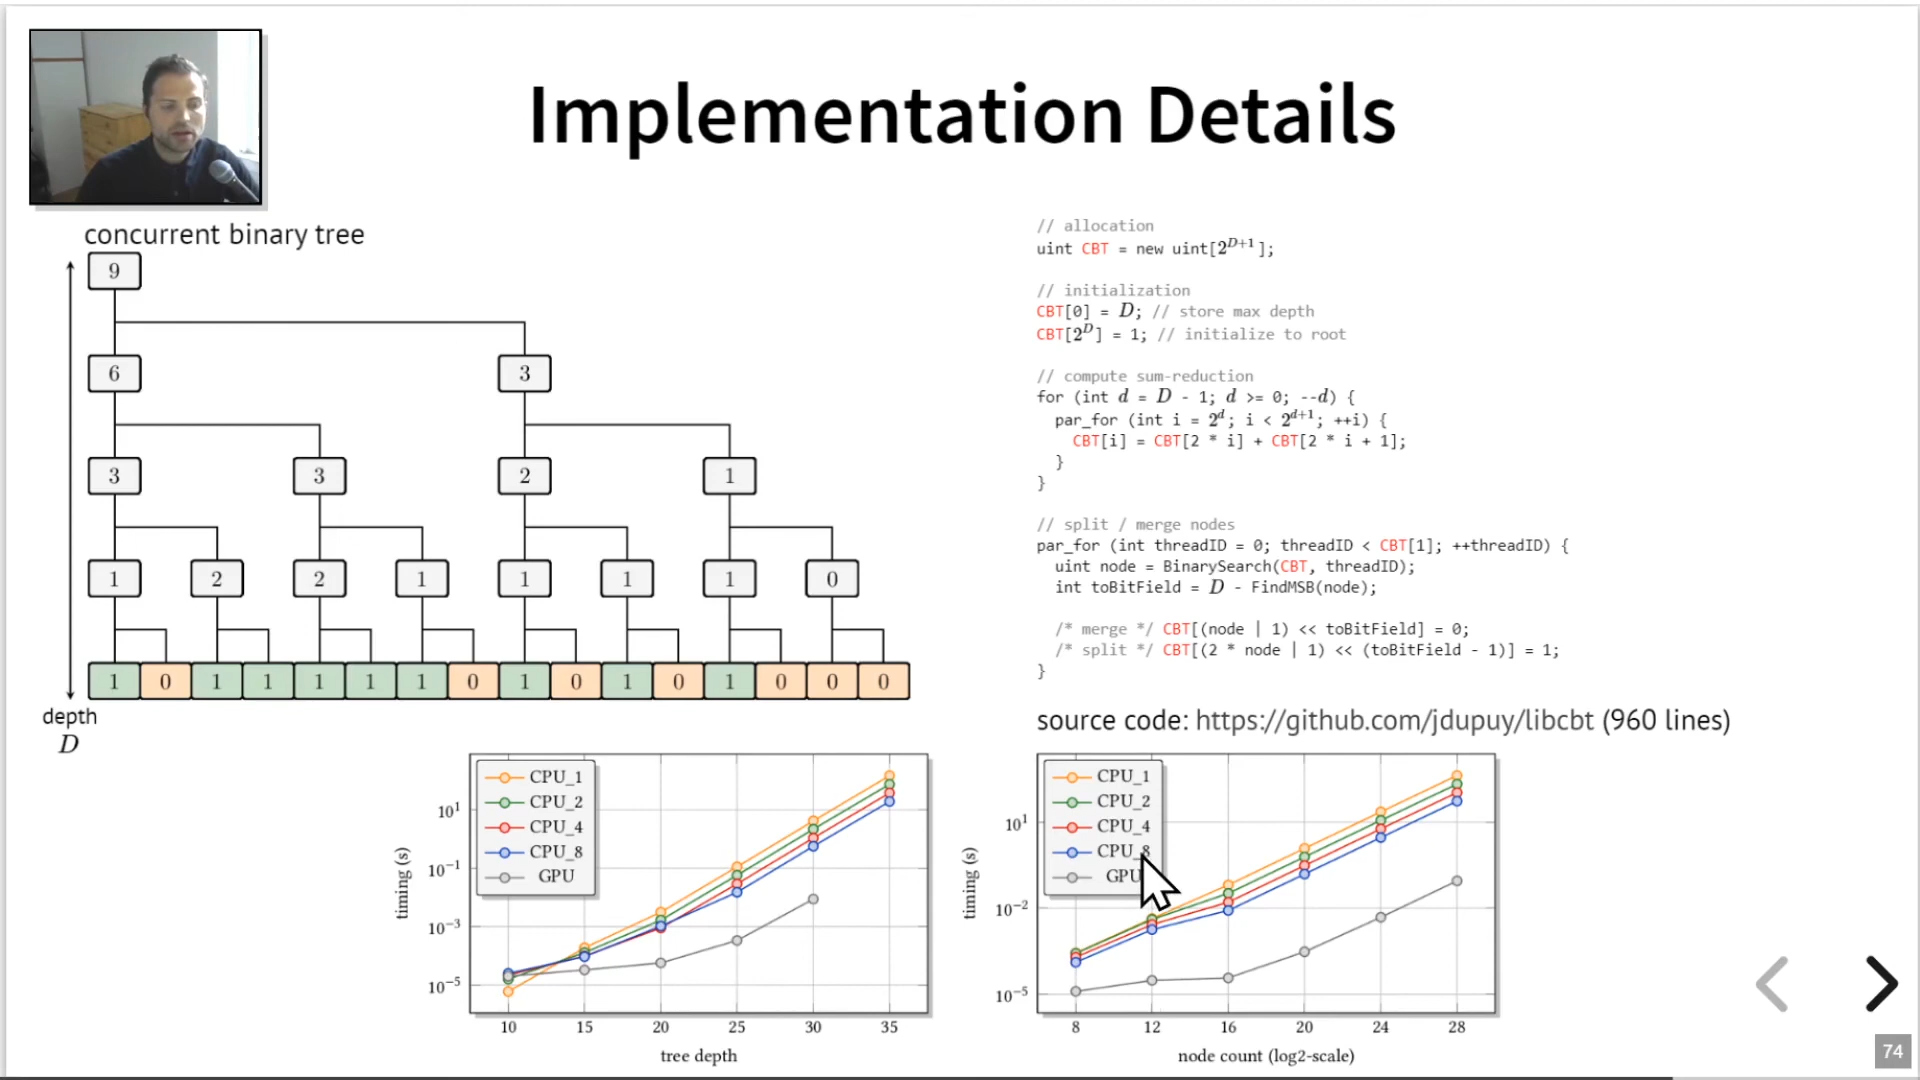 Implementation Details
concurrent binary tree
9
6 3
3 3 2 1
1 2 2 1 1 1 1 0
1 0 1 1 1 1 1 0 1 0 1 0 1 0 0 0
depth
D
// allocation
uint CBT = new uint[2^{D+1}];
// initialization
CBT[0] = D; // store max depth
CBT[2^D] = 1; // initialize to root
// compute sum-reduction
for (int d = D - 1; d >= 0; --d) {
par_for (int i = 2^d; i < 2^{d+1}; ++i) {
CBT[i] = CBT[2 * i] + CBT[2 * i + 1];
}
}
// split / merge nodes
par_for (int threadID = 0; threadID < CBT[1]; ++threadID) {
uint node = BinarySearch(CBT, threadID);
int toBitField = D - FindMSB(node);
/* merge */ CBT[(node | 1) << toBitField] = 0;
/* split */ CBT[(2 * node | 1) << (toBitField - 1)] = 1;
}
source code: https://github.com/jdupuy/libcbt (960 lines)
CPU_1
CPU_2
CPU_4
CPU_8
GPU
timing (s)
10^1
10^{-1}
10^{-3}
10^{-5}
10 15 20 25 30 35
tree depth
CPU_1
CPU_2
CPU_4
CPU_8
GPU
timing (s)
10^1
10^{-2}
10^{-5}
8 12 16 20 24 28
node count (log2-scale)
74